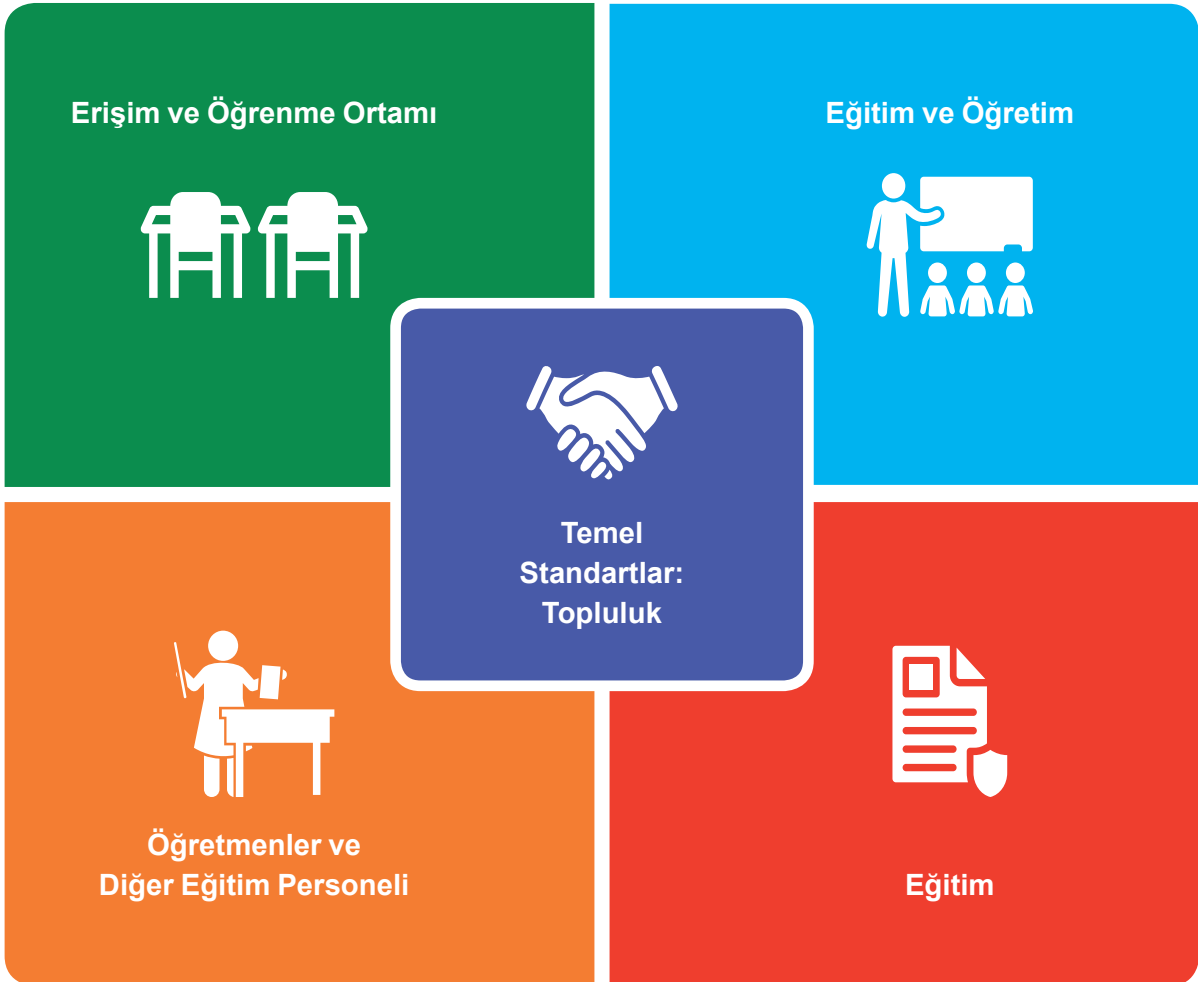 Erişim ve Öğrenme Ortamı
Eğitim ve Öğretim
Temel
Standartlar:
Topluluk
Öğretmenler ve
Diğer Eğitim Personeli
Eğitim